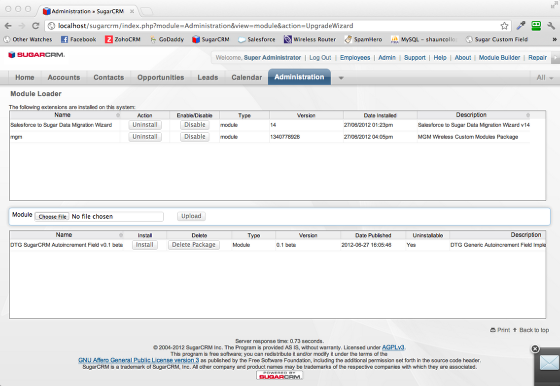 Administration » SugarCRM
localhost/sugarcrm/index.php?module=Administration&view=module&action=UpgradeWizard
Other Watches Facebook ZohoCRM GoDaddy SugarCRM Salesforce Wireless Router SpamHero MySQL - shauncollo Sugar Custom Field
SUGARCRM. Welcome, Super Administrator | Log Out | Employees | Admin | Support | Help | About | Module Builder | Repair
Home Accounts Contacts Opportunities Leads Calendar Administration All
Module Loader
The following extensions are installed on this system:
Name Action Enable/Disable Type Version Date Installed Description
Salesforce to Sugar Data Migration Wizard Uninstall Disable module 14 27/06/2012 01:23pm Salesforce to Sugar Data Migration Wizard v14
mgm Uninstall Disable module 1340776926 27/06/2012 04:05pm MGM Wireless Custom Modules Package
Module Choose File No file chosen Upload
Name Install Delete Type Version Date Published Uninstallable Description
DTG SugarCRM Autoincrement Field v0.1 beta Install Delete Package Module 0.1 beta 2012-06-27 16:05:46 Yes DTG Generic Autoincrement Field Imple
Print Back to top
Server response time: 0.73 seconds.
© 2004-2012 SugarCRM Inc. The Program is provided AS IS, without warranty. Licensed under AGPLv3.
This program is free software; you can redistribute it and/or modify it under the terms of the
GNU Affero General Public License version 3 as published by the Free Software Foundation, including the additional permission set forth in the source code header.
SugarCRM is a trademark of SugarCRM, Inc. All other company and product names may be trademarks of the respective companies with which they are associated.
POWERED BY
SUGARCRM.